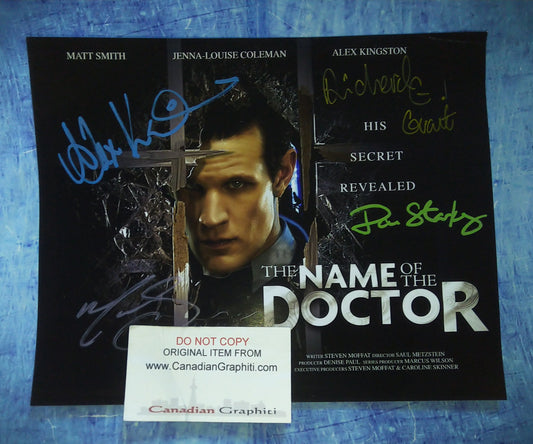 MATT SMITH JENNA-LOUISE COLEMAN ALEX KINGSTON
Alex K
Richard E
Grant!
HIS
SECRET
REVEALED
Dan Starkey
THE NAME OF THE
DOCTOR
WRITER STEVEN MOFFAT DIRECTOR SAUL METZSTEIN
PRODUCER DENISE PAUL SERIES PRODUCER MARCUS WILSON
EXECUTIVE PRODUCERS STEVEN MOFFAT & CAROLINE SKINNER
DO NOT COPY
ORIGINAL ITEM FROM
www.CanadianGraphiti.com
Canadian Graphiti